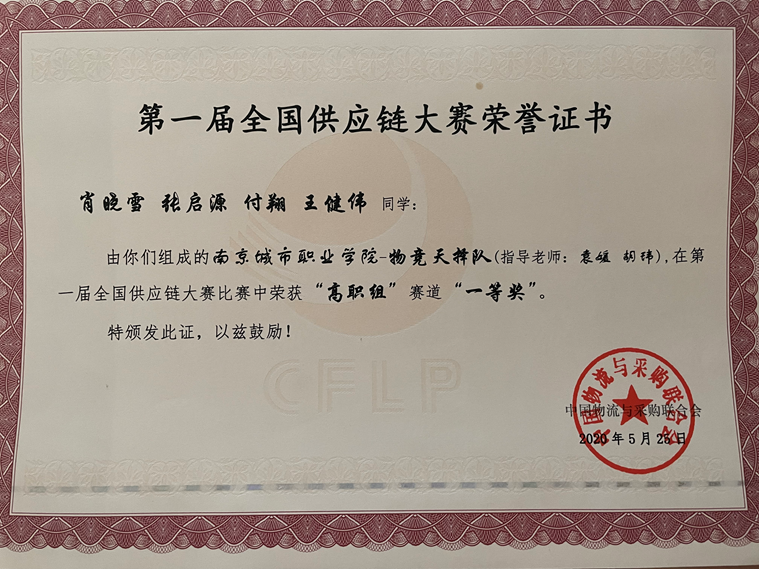 第一届全国供应链大赛荣誉证书
肖晓雪 张启源 付翔 王健伟 同学：
由你们组成的南京城市职业学院-物竞天择队(指导老师：袁媛 胡玮),在第
一届全国供应链大赛比赛中荣获“高职组”赛道“一等奖”。
特颁发此证，以兹鼓励！
CFLP
中国物流与采购联合会
中国物流与采购联合会
2020年5月25日